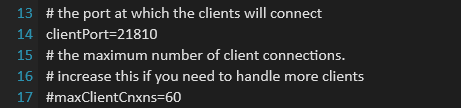 13 # the port at which the clients will connect
14 clientPort=21810
15 # the maximum number of client connections.
16 # increase this if you need to handle more clients
17 #maxClientCnxns=60